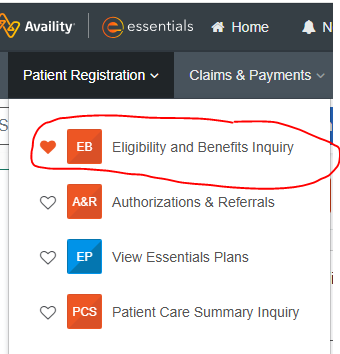 Availity essentials Home N
Patient Registration Claims & Payments
S
EB Eligibility and Benefits Inquiry
A&R Authorizations & Referrals
EP View Essentials Plans
PCS Patient Care Summary Inquiry